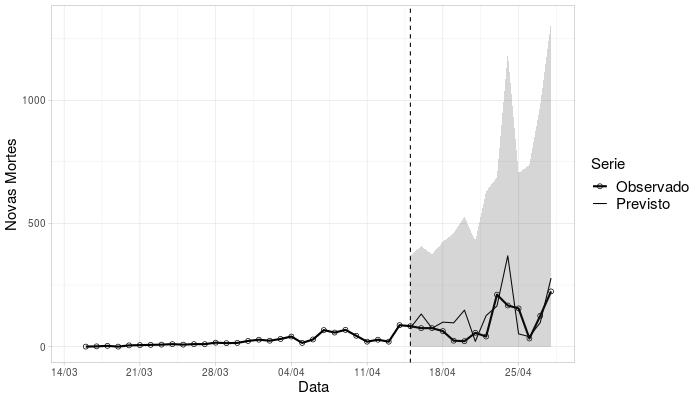 Novas Mortes
1000
500
0
14/03 21/03 28/03 04/04 11/04 18/04 25/04
Data
Serie
Observado
Previsto